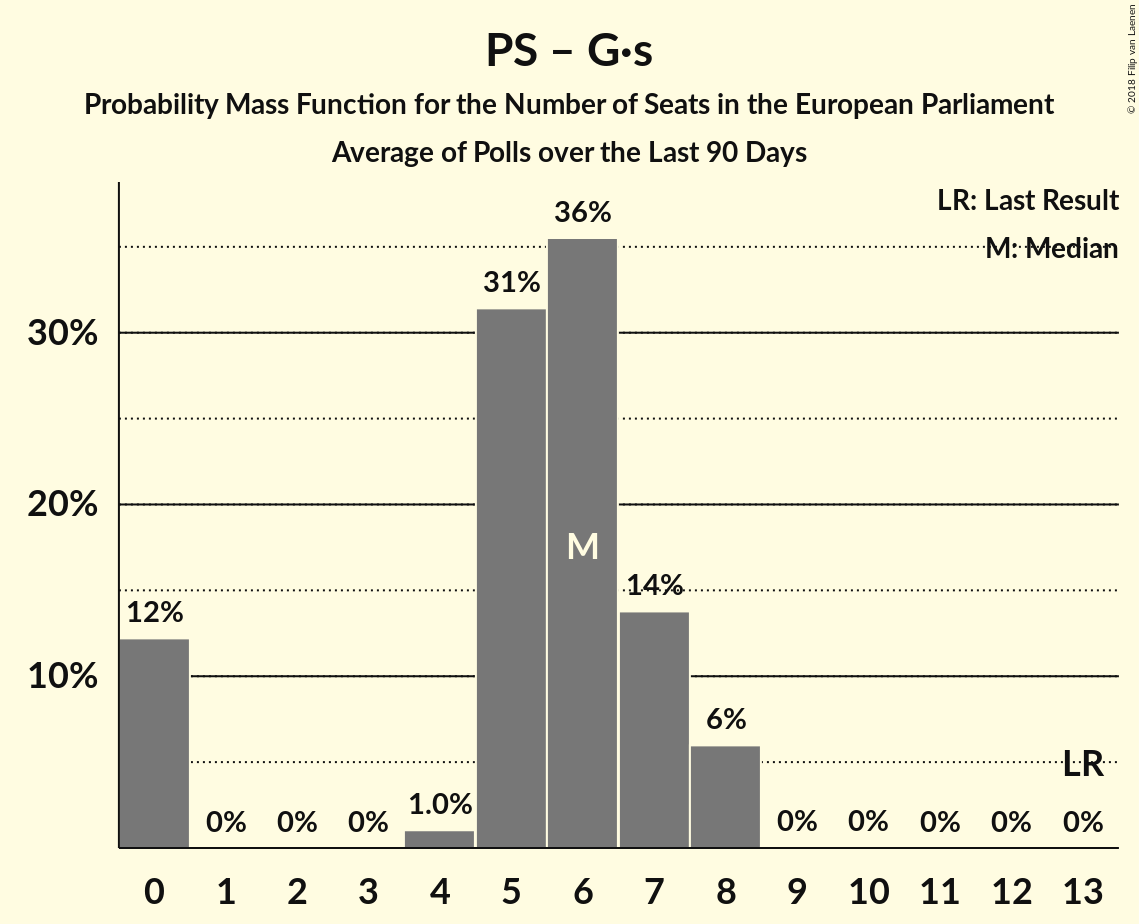 PS – G·s
Probability Mass Function for the Number of Seats in the European Parliament
Average of Polls over the Last 90 Days
© 2018 Filip van Laenen
LR: Last Result
M: Median
36%
31%
30%
20%
M
14%
12%
10%
6%
LR
1.0%
0% 0% 0% 0% 0% 0% 0% 0%
0 1 2 3 4 5 6 7 8 9 10 11 12 13